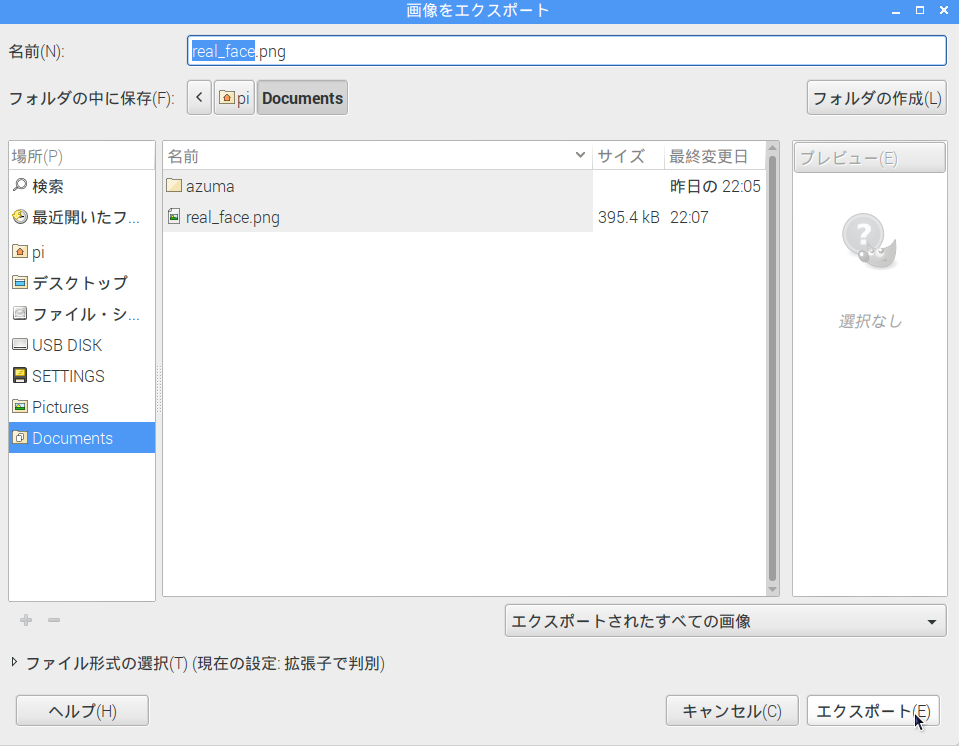 画像をエクスポート
名前(N): real_face.png
フォルダの中に保存(F): pi Documents フォルダの作成(L)
場所(P) 名前 サイズ 最終変更日 プレビュー(E)
検索 azuma 昨日の 22:05
最近開いたフ... real_face.png 395.4 kB 22:07
pi
デスクトップ
ファイル・シ... 選択なし
USB DISK
SETTINGS
Pictures
Documents
エクスポートされたすべての画像
ファイル形式の選択(T) (現在の設定: 拡張子で判別)
ヘルプ(H) キャンセル(C) エクスポート(E)